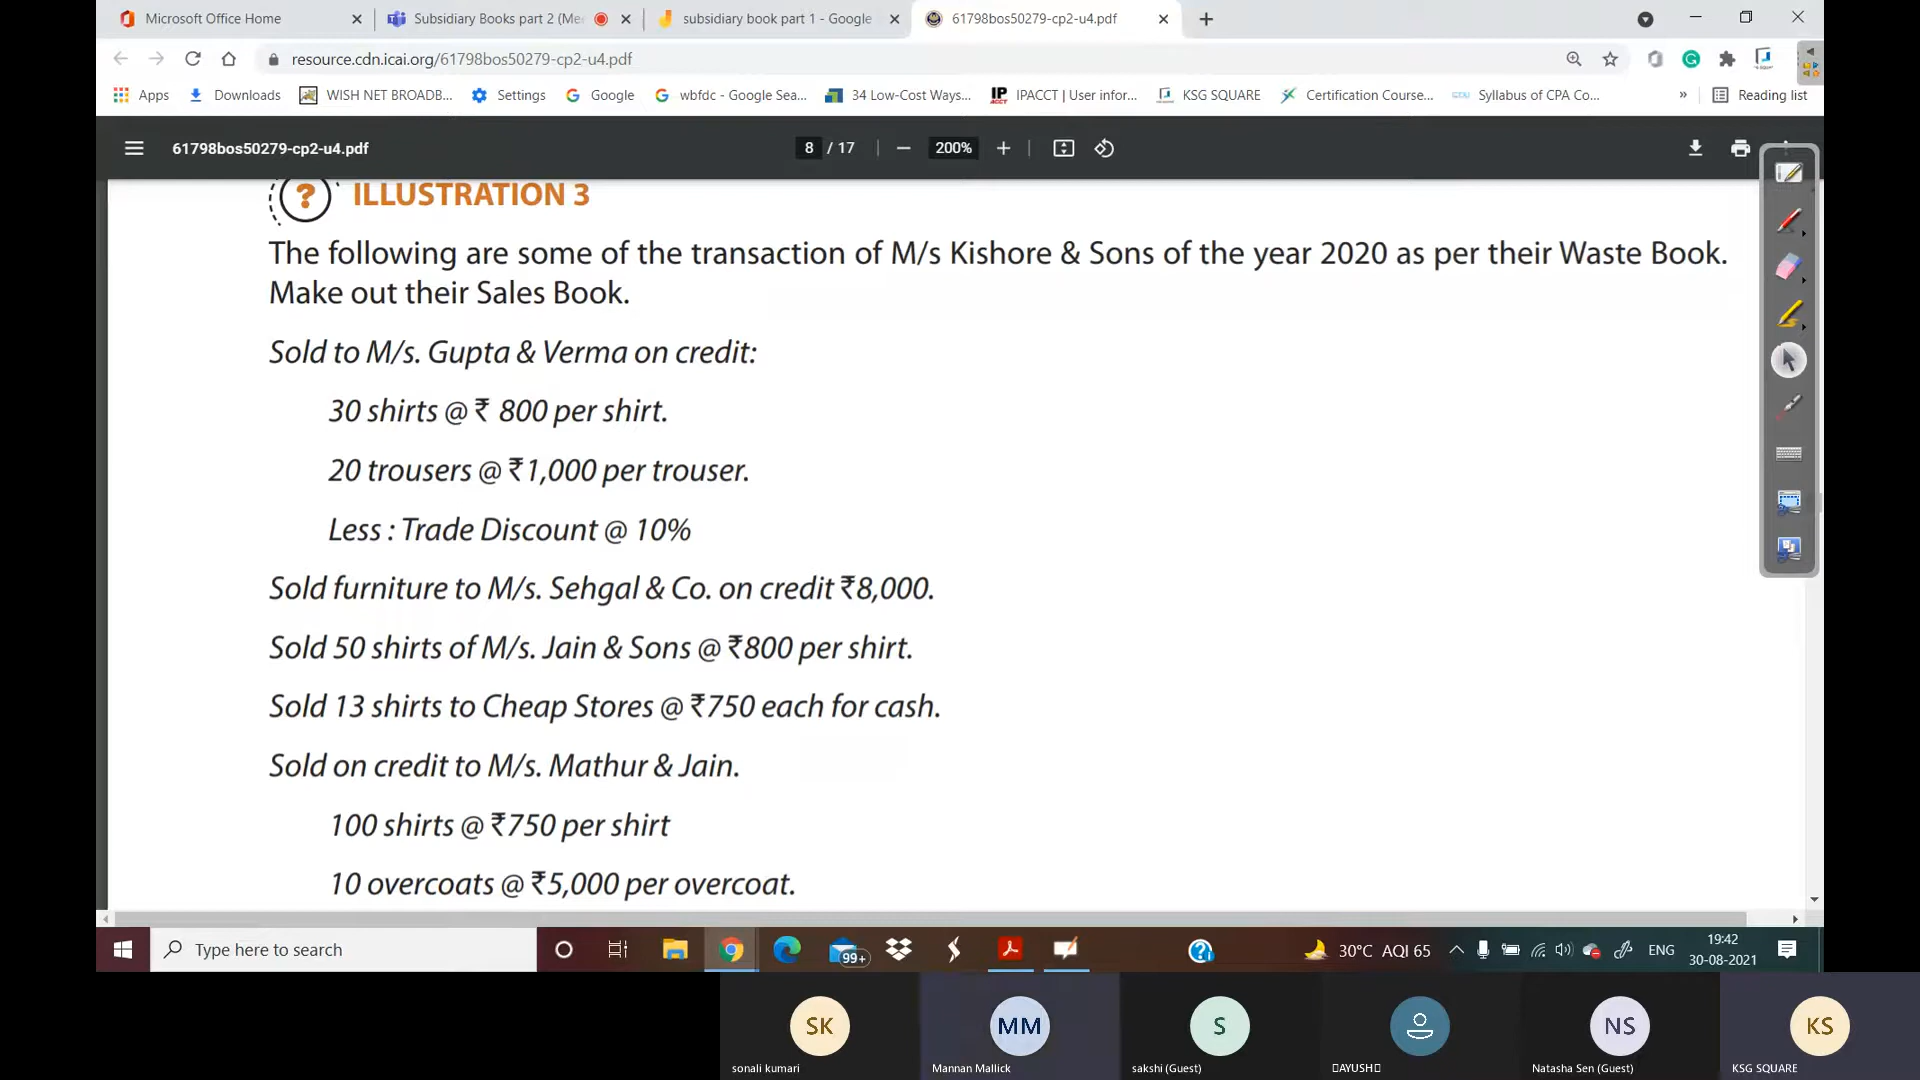 Microsoft Office Home
Subsidiary Books part 2 (Mee
subsidiary book part 1 - Google
61798bos50279-cp2-u4.pdf
resource.cdn.icai.org/61798bos50279-cp2-u4.pdf
Apps
Downloads
WISH NET BROADB...
Settings
Google
wbfdc - Google Sea...
34 Low-Cost Ways...
IPACCT | User infor...
KSG SQUARE
Certification Course...
Syllabus of CPA Co...
»
Reading list
61798bos50279-cp2-u4.pdf
8 / 17
200%
? ILLUSTRATION 3
The following are some of the transaction of M/s Kishore & Sons of the year 2020 as per their Waste Book.
Make out their Sales Book.
Sold to M/s. Gupta & Verma on credit:
30 shirts @ ₹ 800 per shirt.
20 trousers @ ₹1,000 per trouser.
Less : Trade Discount @ 10%
Sold furniture to M/s. Sehgal & Co. on credit ₹8,000.
Sold 50 shirts of M/s. Jain & Sons @ ₹800 per shirt.
Sold 13 shirts to Cheap Stores @ ₹750 each for cash.
Sold on credit to M/s. Mathur & Jain.
100 shirts @ ₹750 per shirt
10 overcoats @ ₹5,000 per overcoat.
Type here to search
99+
30°C AQI 65
ENG
19:42
30-08-2021
SK
MM
S
NS
KS
sonali kumari
Mannan Mallick
sakshi (Guest)
AYUSH
Natasha Sen (Guest)
KSG SQUARE